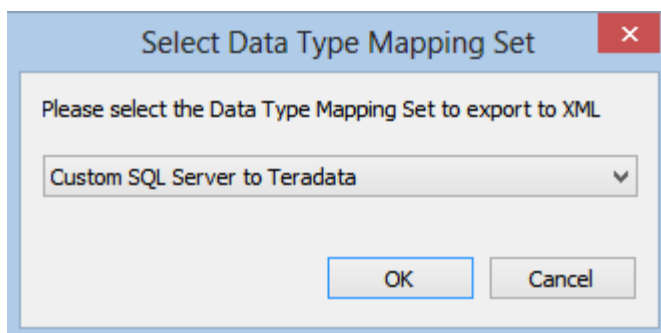 Select Data Type Mapping Set
Please select the Data Type Mapping Set to export to XML
Custom SQL Server to Teradata
OK
Cancel